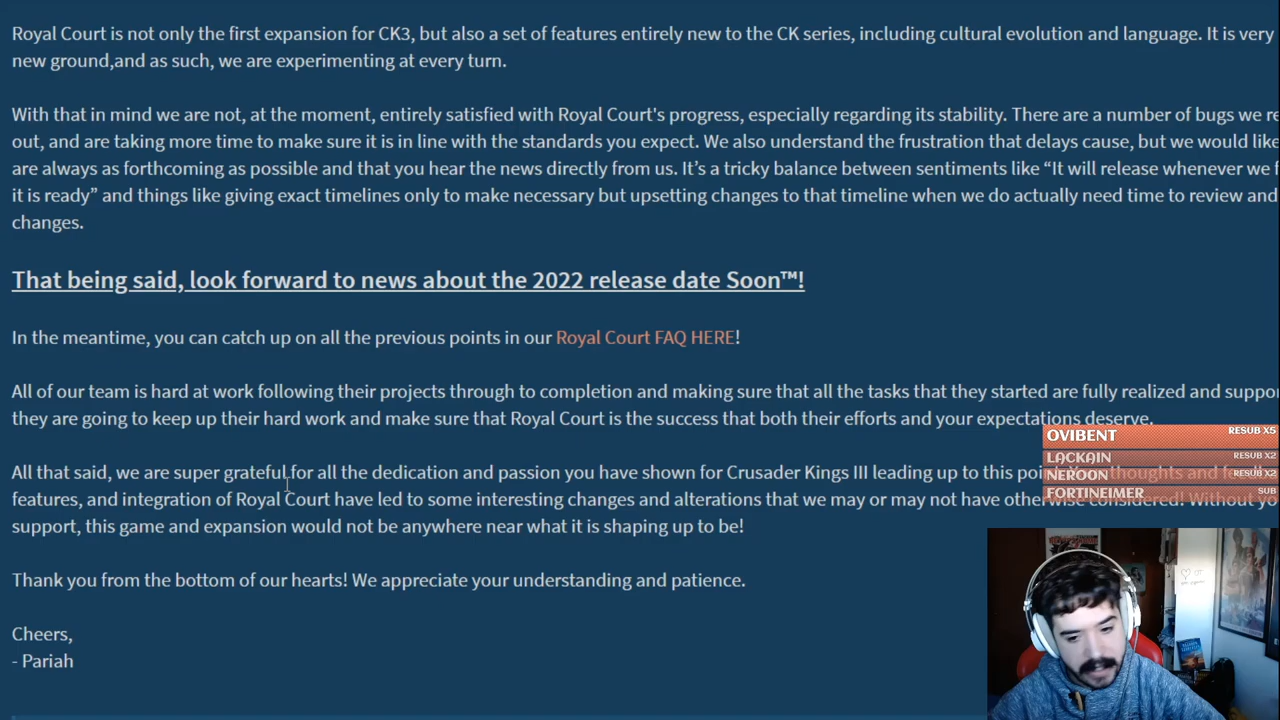 Royal Court is not only the first expansion for CK3, but also a set of features entirely new to the CK series, including cultural evolution and language. It is very
new ground,and as such, we are experimenting at every turn.
With that in mind we are not, at the moment, entirely satisfied with Royal Court's progress, especially regarding its stability. There are a number of bugs we
out, and are taking more time to make sure it is in line with the standards you expect. We also understand the frustration that delays cause, but we would like
are always as forthcoming as possible and that you hear the news directly from us. It’s a tricky balance between sentiments like “It will release whenever we
it is ready” and things like giving exact timelines only to make necessary but upsetting changes to that timeline when we do actually need time to review and
changes.
That being said, look forward to news about the 2022 release date Soon™!
In the meantime, you can catch up on all the previous points in our Royal Court FAQ HERE!
All of our team is hard at work following their projects through to completion and making sure that all the tasks that they started are fully realized and
they are going to keep up their hard work and make sure that Royal Court is the success that both their efforts and your expectations deserve.
OVIBENT RESUB X5
LACKAIN RESUB X2
NEROON RESUB X2
FORTINEIMER SUB
All that said, we are super grateful for all the dedication and passion you have shown for Crusader Kings III leading up to this
features, and integration of Royal Court have led to some interesting changes and alterations that we may or may not have otherwise considered! Without
support, this game and expansion would not be anywhere near what it is shaping up to be!
Thank you from the bottom of our hearts! We appreciate your understanding and patience.
Cheers,
- Pariah